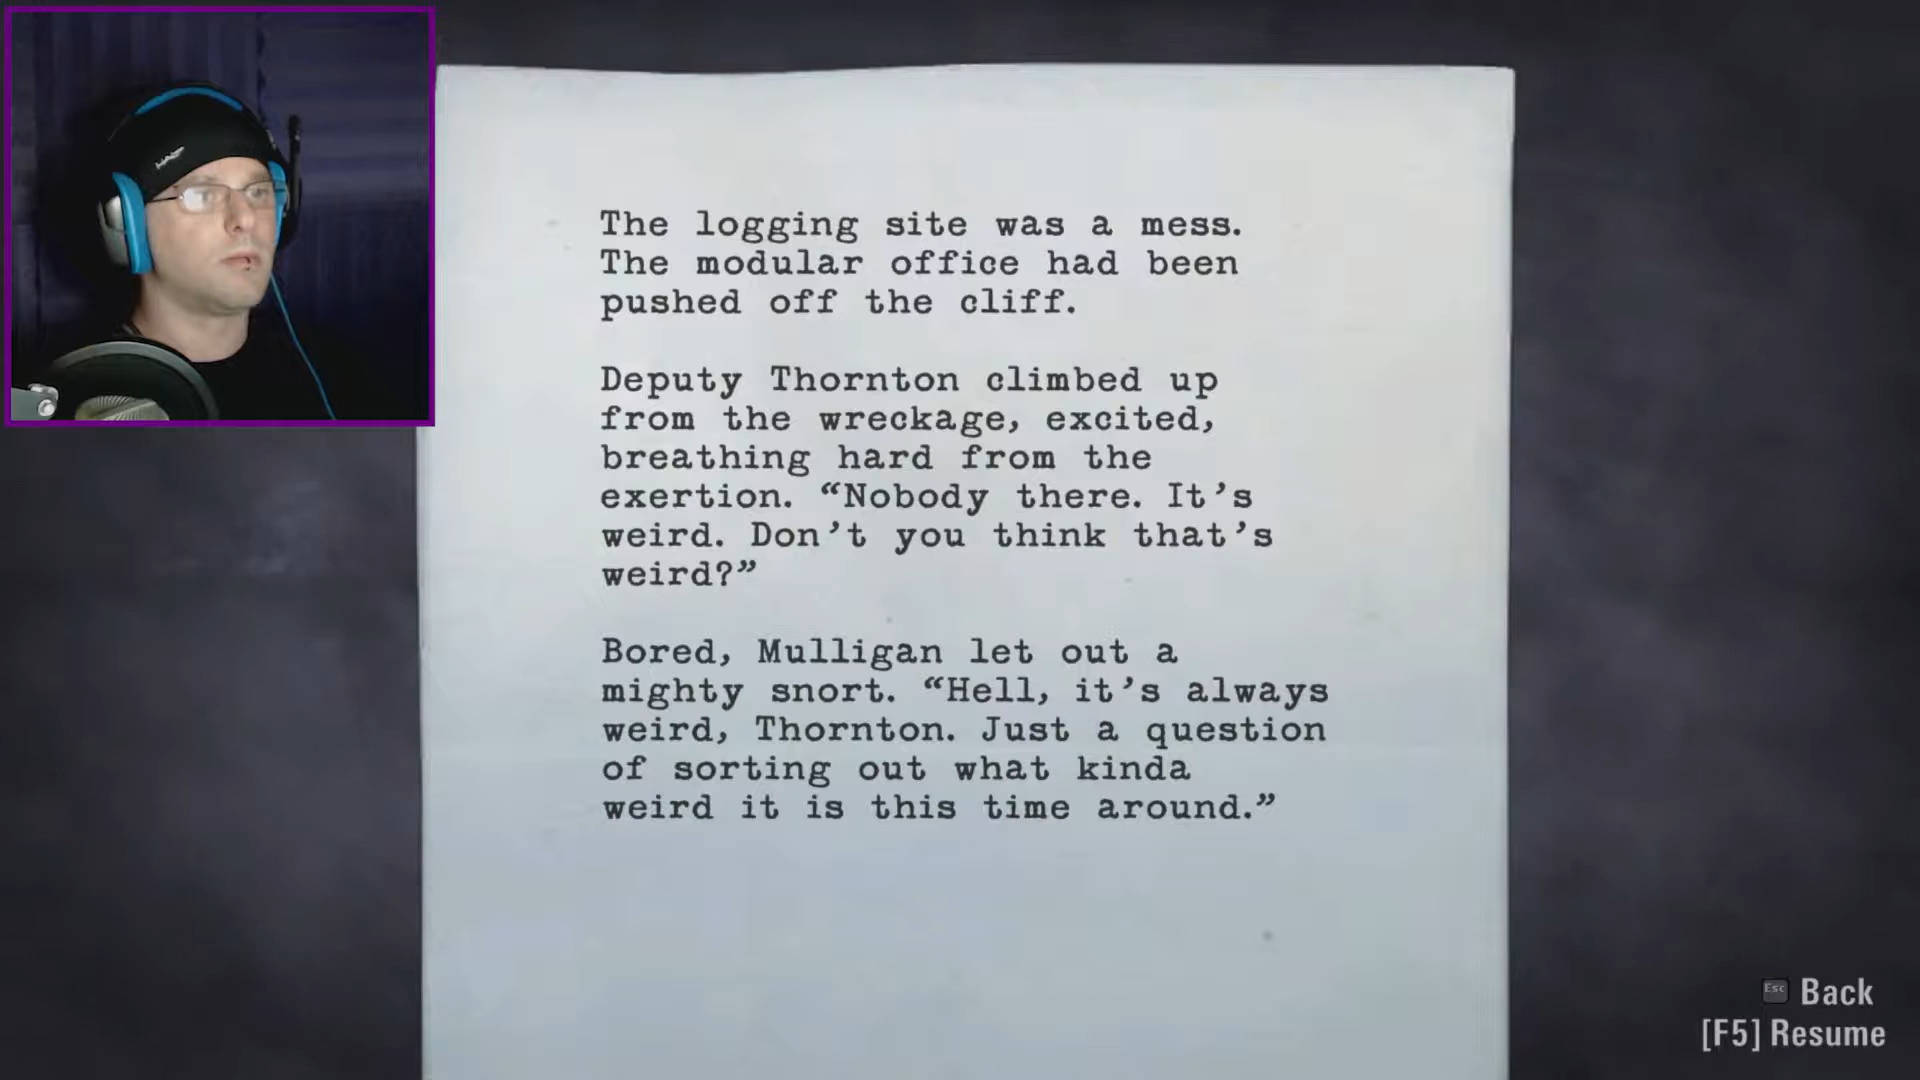 The logging site was a mess.
The modular office had been
pushed off the cliff.
Deputy Thornton climbed up
from the wreckage, excited,
breathing hard from the
exertion. “Nobody there. It’s
weird. Don’t you think that’s
weird?”
Bored, Mulligan let out a
mighty snort. “Hell, it’s always
weird, Thornton. Just a question
of sorting out what kinda
weird it is this time around.”
Esc Back
[F5] Resume